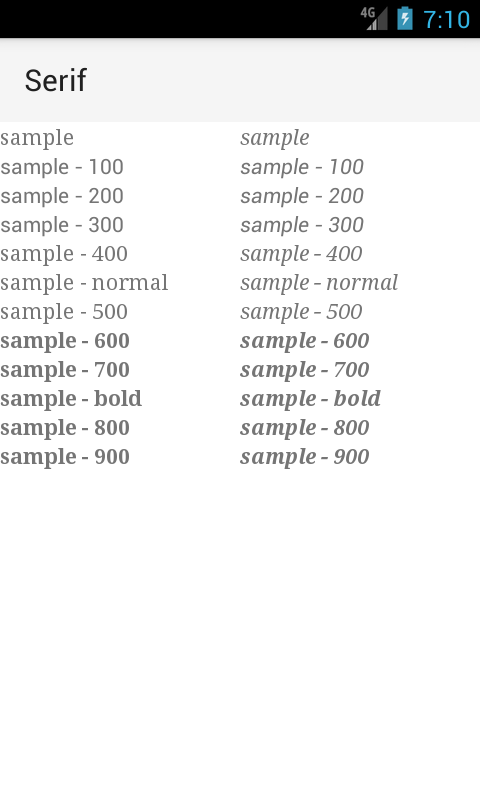 4G 7:10
Serif
sample sample
sample - 100 sample - 100
sample - 200 sample - 200
sample - 300 sample - 300
sample - 400 sample - 400
sample - normal sample - normal
sample - 500 sample - 500
sample - 600 sample - 600
sample - 700 sample - 700
sample - bold sample - bold
sample - 800 sample - 800
sample - 900 sample - 900